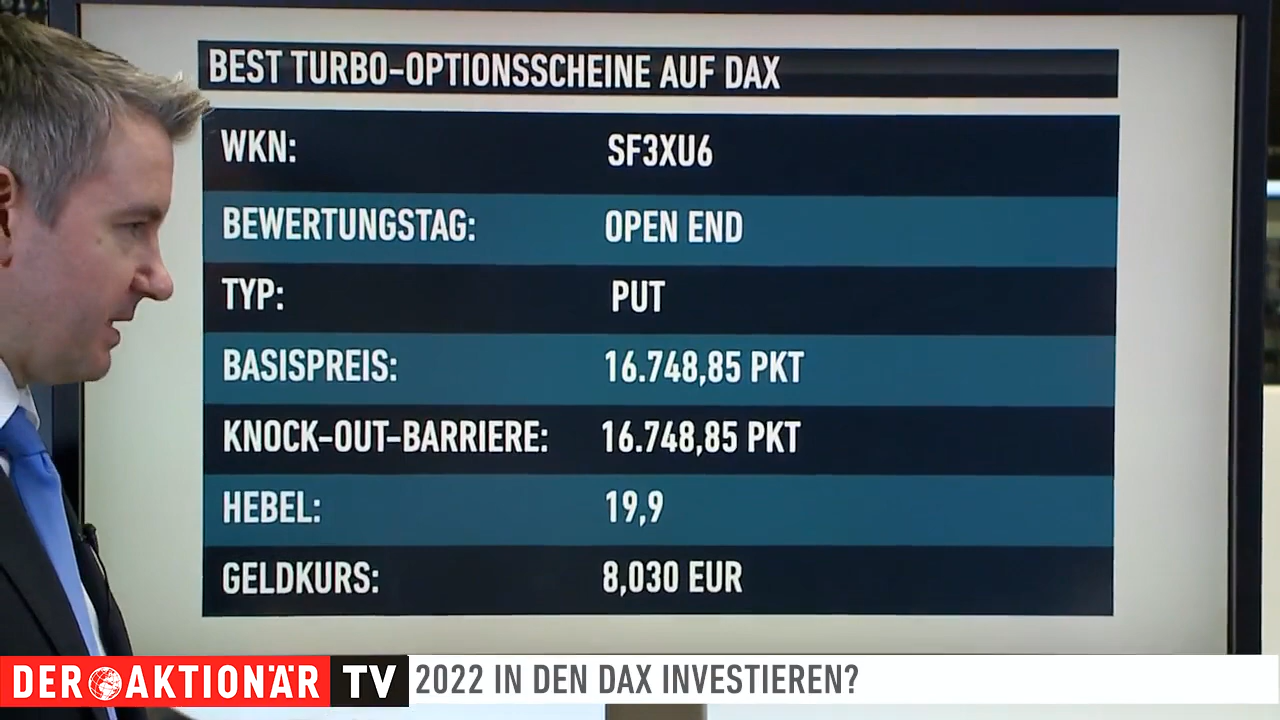 BEST TURBO-OPTIONSSCHEINE AUF DAX
WKN: SF3XU6
BEWERTUNGSTAG: OPEN END
TYP: PUT
BASISPREIS: 16.748,85 PKT
KNOCK-OUT-BARRIERE: 16.748,85 PKT
HEBEL: 19,9
GELDKURS: 8,030 EUR
DER AKTIONÄR TV 2022 IN DEN DAX INVESTIEREN?